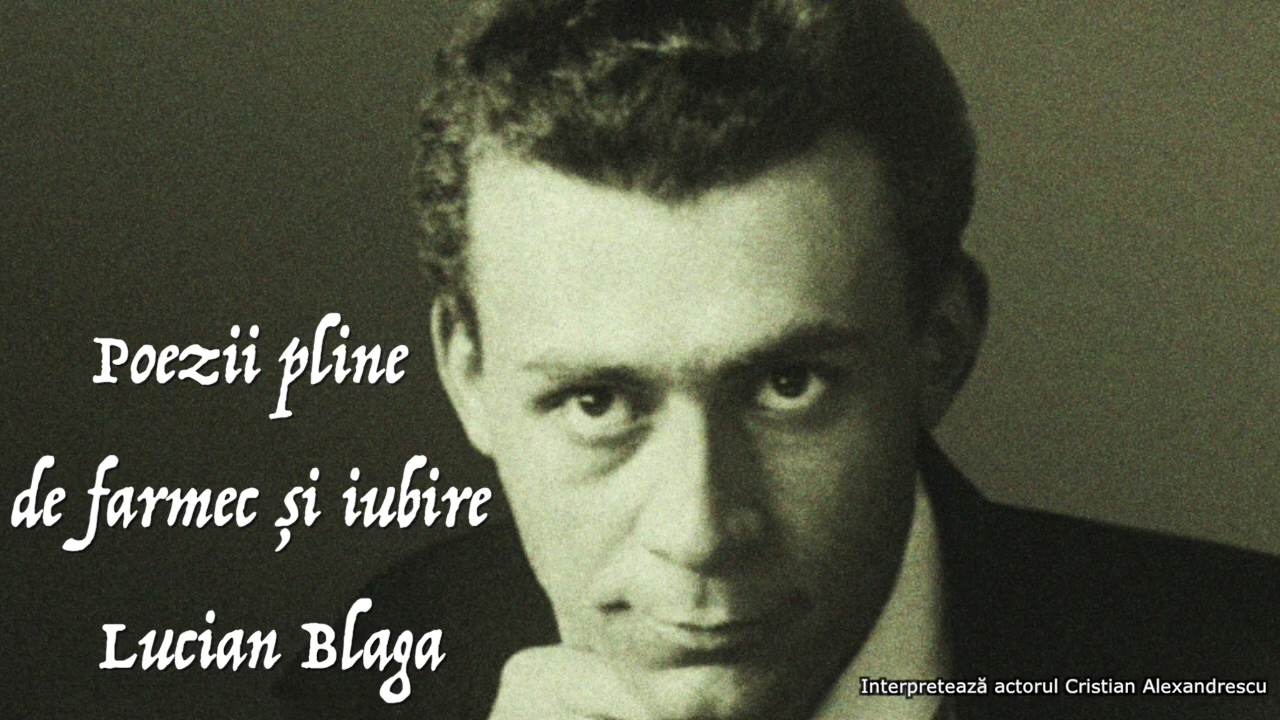 Poezii pline
de farmec și iubire
Lucian Blaga
Interpretează actorul Cristian Alexandrescu